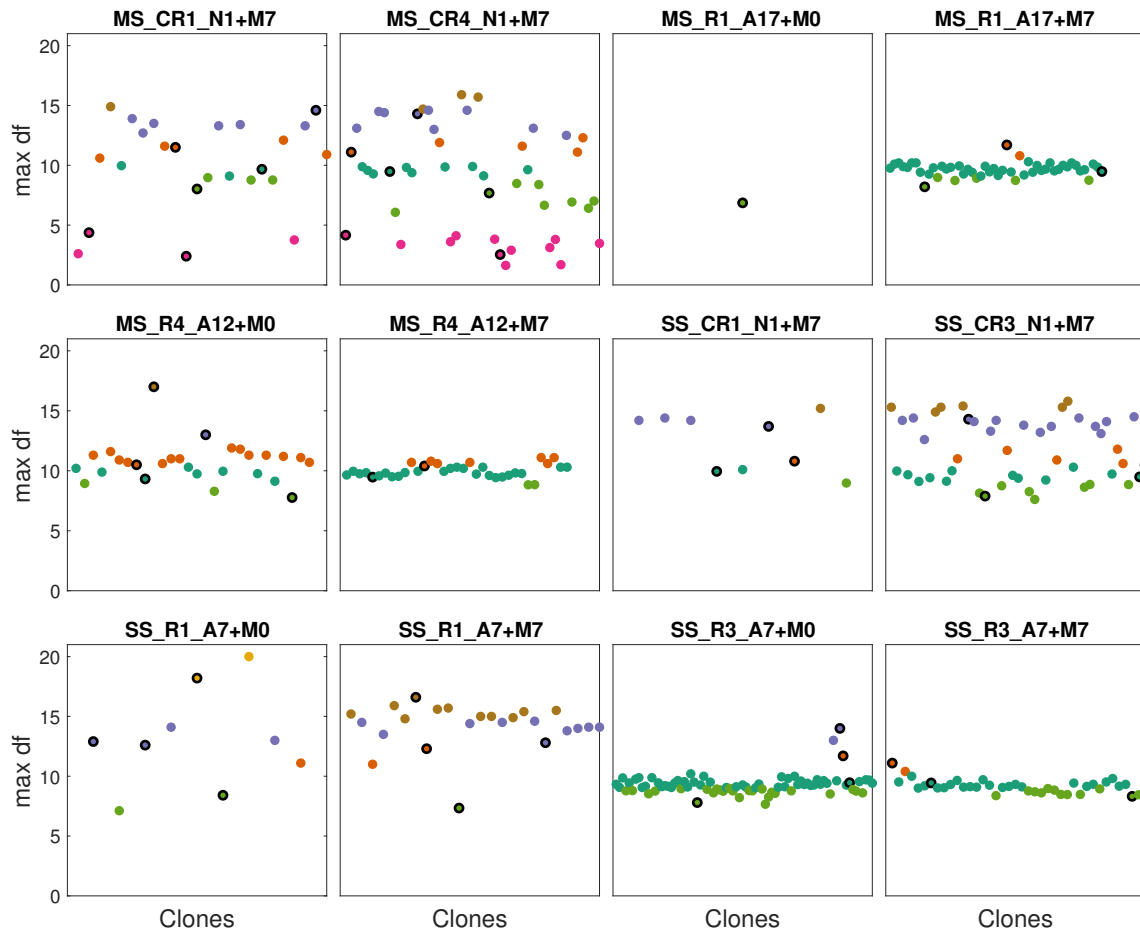 MS_CR1_N1+M7 MS_CR4_N1+M7 MS_R1_A17+M0 MS_R1_A17+M7
20
15
10
5
0
max df
MS_R4_A12+M0 MS_R4_A12+M7 SS_CR1_N1+M7 SS_CR3_N1+M7
20
15
10
5
0
max df
SS_R1_A7+M0 SS_R1_A7+M7 SS_R3_A7+M0 SS_R3_A7+M7
20
15
10
5
0
max df
Clones Clones Clones Clones